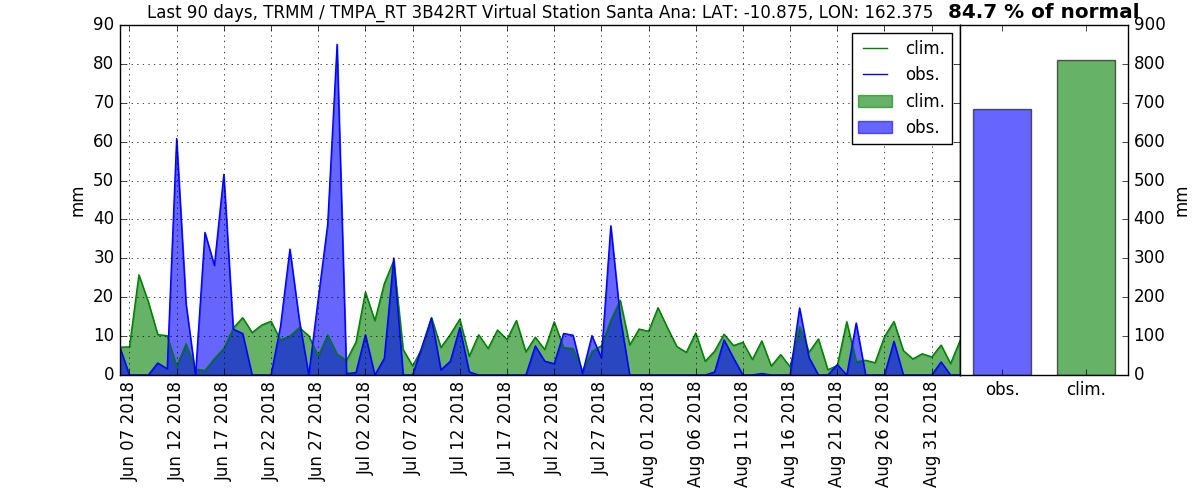 Last 90 days, TRMM / TMPA_RT 3B42RT Virtual Station Santa Ana: LAT: -10.875, LON: 162.375
84.7 % of normal
90
80
70
60
50
40
30
20
10
0
mm
clim.
obs.
clim.
obs.
900
800
700
600
500
400
300
200
100
0
mm
Jun 07 2018
Jun 12 2018
Jun 17 2018
Jun 22 2018
Jun 27 2018
Jul 02 2018
Jul 07 2018
Jul 12 2018
Jul 17 2018
Jul 22 2018
Jul 27 2018
Aug 01 2018
Aug 06 2018
Aug 11 2018
Aug 16 2018
Aug 21 2018
Aug 26 2018
Aug 31 2018
obs.
clim.